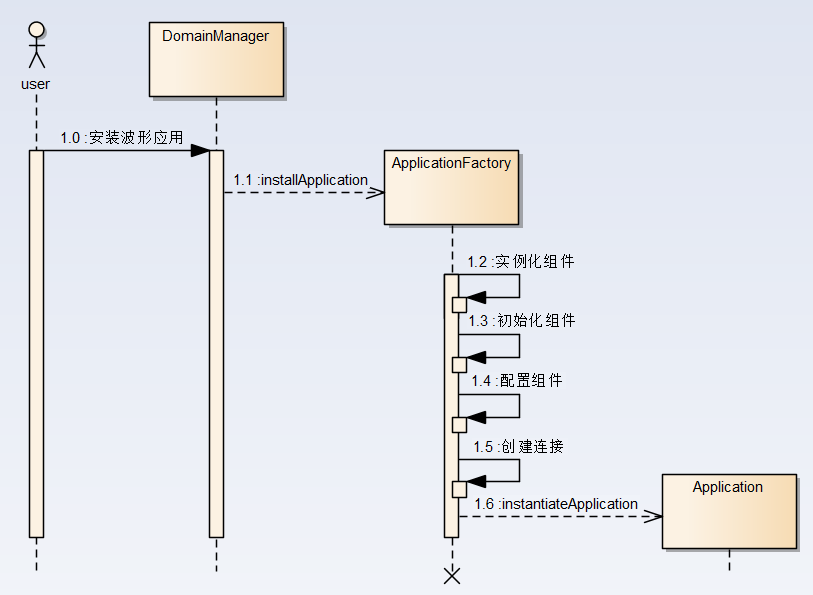 DomainManager
user
1.0 :安装波形应用
ApplicationFactory
1.1 :installApplication
1.2 :实例化组件
1.3 :初始化组件
1.4 :配置组件
1.5 :创建连接
Application
1.6 :instantiateApplication